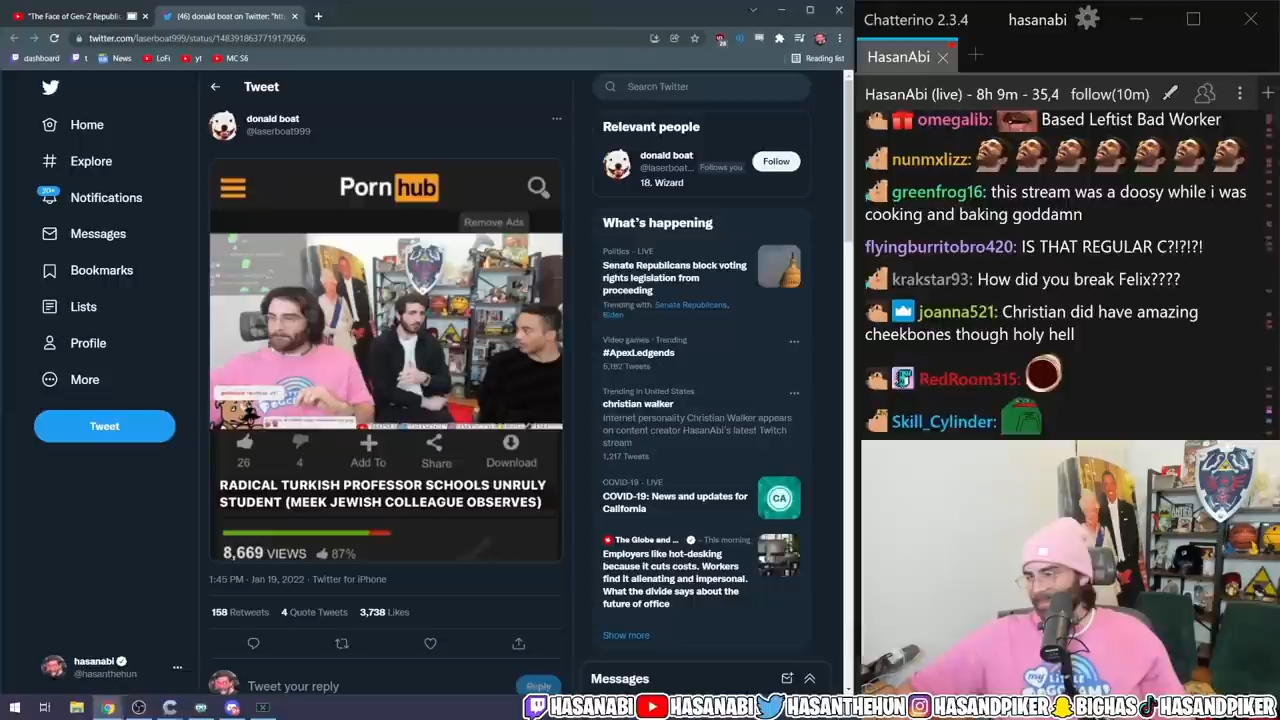 "The Face of Gen-Z Republic
(46) donald boat on Twitter: "ht
twitter.com/laserboat999/status/1483918637719179266
dashboard
t
News
LoFi
yt
MC S6
Reading list
Home
Explore
20+
Notifications
Messages
Bookmarks
Lists
Profile
More
Tweet
hasanabi
@hasanthehun
Tweet
donald boat
@laserboat999
Porn hub
Remove Ads
26
4
Add To
Share
Download
RADICAL TURKISH PROFESSOR SCHOOLS UNRULY
STUDENT (MEEK JEWISH COLLEAGUE OBSERVES)
8,669 VIEWS
87%
1:45 PM · Jan 19, 2022 · Twitter for iPhone
158 Retweets
4 Quote Tweets
3,738 Likes
Tweet your reply
Reply
Search Twitter
Relevant people
donald boat
@laserboat...
Follows you
Follow
18. Wizard
What's happening
Politics · LIVE
Senate Republicans block voting
rights legislation from
proceeding
Trending with Senate Republicans,
Biden
Video games · Trending
#ApexLedgends
5,182 Tweets
Trending in United States
christian walker
Internet personality Christian Walker appears
on content creator HasanAbi's latest Twitch
stream
1,217 Tweets
COVID-19 · LIVE
COVID-19: News and updates for
California
CA
The Globe and ...
· This morning
Employers like hot-desking
because it cuts costs. Workers
find it alienating and impersonal.
What the divide says about the
future of office
Show more
Messages
Chatterino 2.3.4
hasanabi
HasanAbi
HasanAbi (live) - 8h 9m - 35,4
follow(10m)
omegalib: Based Leftist Bad Worker
nunmxlizz:
greenfrog16: this stream was a doosy while i was
cooking and baking goddamn
flyingburritobro420: IS THAT REGULAR C?!?!?!
krakstar93: How did you break Felix????
joanna521: Christian did have amazing
cheekbones though holy hell
RedRoom315:
Skill_Cylinder:
my
HASANABI
HASANABI
HASANTHEHUN
HASANDPIKER
BIGHAS
HASANDPIKER